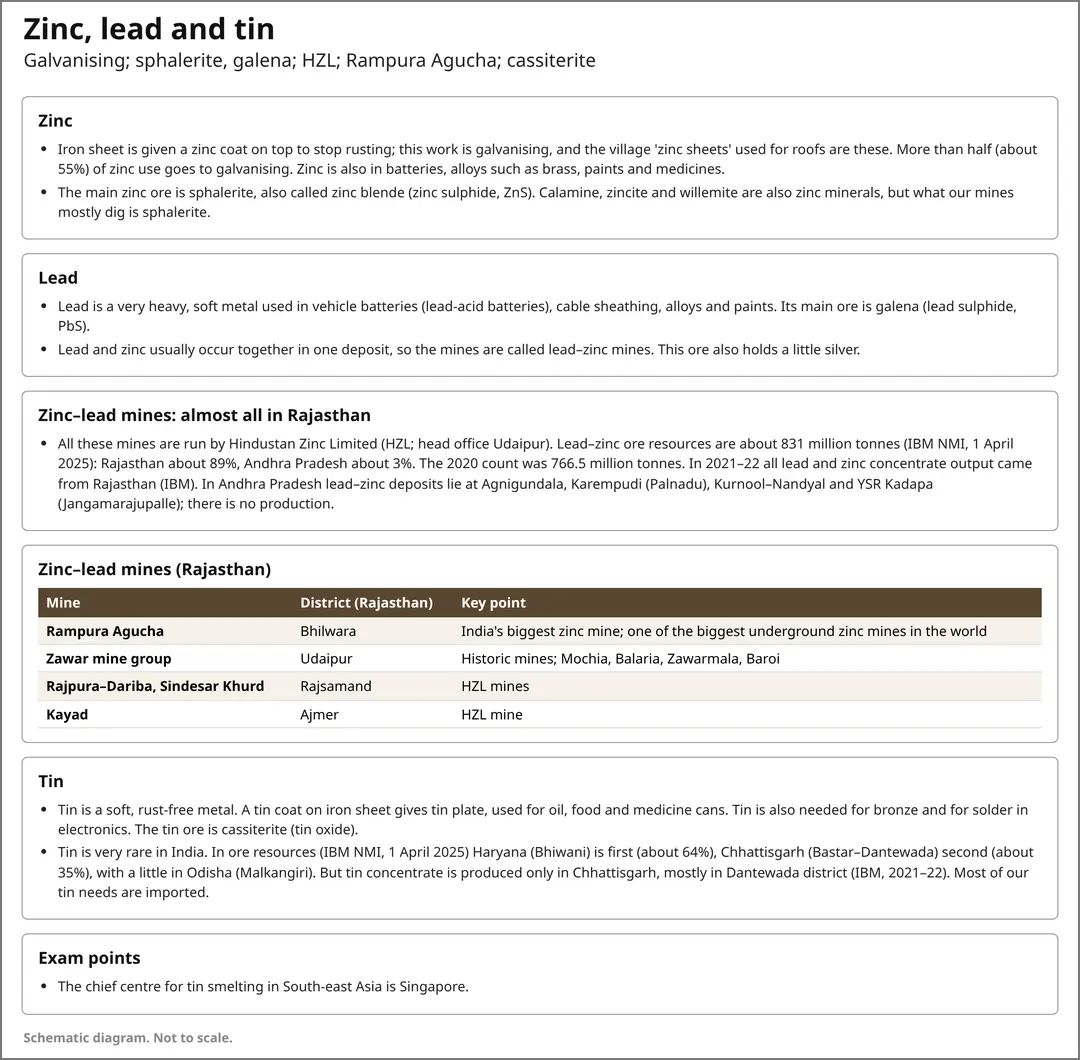 Zinc, lead and tin
Galvanising; sphalerite, galena; HZL; Rampura Agucha; cassiterite
Zinc
• Iron sheet is given a zinc coat on top to stop rusting; this work is galvanising, and the village 'zinc sheets' used for roofs are these. More than half (about
55%) of zinc use goes to galvanising. Zinc is also in batteries, alloys such as brass, paints and medicines.
• The main zinc ore is sphalerite, also called zinc blende (zinc sulphide, ZnS). Calamine, zincite and willemite are also zinc minerals, but what our mines
mostly dig is sphalerite.
Lead
• Lead is a very heavy, soft metal used in vehicle batteries (lead-acid batteries), cable sheathing, alloys and paints. Its main ore is galena (lead sulphide,
PbS).
• Lead and zinc usually occur together in one deposit, so the mines are called lead–zinc mines. This ore also holds a little silver.
Zinc–lead mines: almost all in Rajasthan
• All these mines are run by Hindustan Zinc Limited (HZL; head office Udaipur). Lead–zinc ore resources are about 831 million tonnes (IBM NMI, 1 April
2025): Rajasthan about 89%, Andhra Pradesh about 3%. The 2020 count was 766.5 million tonnes. In 2021–22 all lead and zinc concentrate output came
from Rajasthan (IBM). In Andhra Pradesh lead–zinc deposits lie at Agnigundala, Karempudi (Palnadu), Kurnool–Nandyal and YSR Kadapa
(Jangamarajupalle); there is no production.
Zinc–lead mines (Rajasthan)
Mine District (Rajasthan) Key point
Rampura Agucha Bhilwara India's biggest zinc mine; one of the biggest underground zinc mines in the world
Zawar mine group Udaipur Historic mines; Mochia, Balaria, Zawarmala, Baroi
Rajpura–Dariba, Sindesar Khurd Rajsamand HZL mines
Kayad Ajmer HZL mine
Tin
• Tin is a soft, rust-free metal. A tin coat on iron sheet gives tin plate, used for oil, food and medicine cans. Tin is also needed for bronze and for solder in
electronics. The tin ore is cassiterite (tin oxide).
• Tin is very rare in India. In ore resources (IBM NMI, 1 April 2025) Haryana (Bhiwani) is first (about 64%), Chhattisgarh (Bastar–Dantewada) second (about
35%), with a little in Odisha (Malkangiri). But tin concentrate is produced only in Chhattisgarh, mostly in Dantewada district (IBM, 2021–22). Most of our
tin needs are imported.
Exam points
• The chief centre for tin smelting in South-east Asia is Singapore.
Schematic diagram. Not to scale.